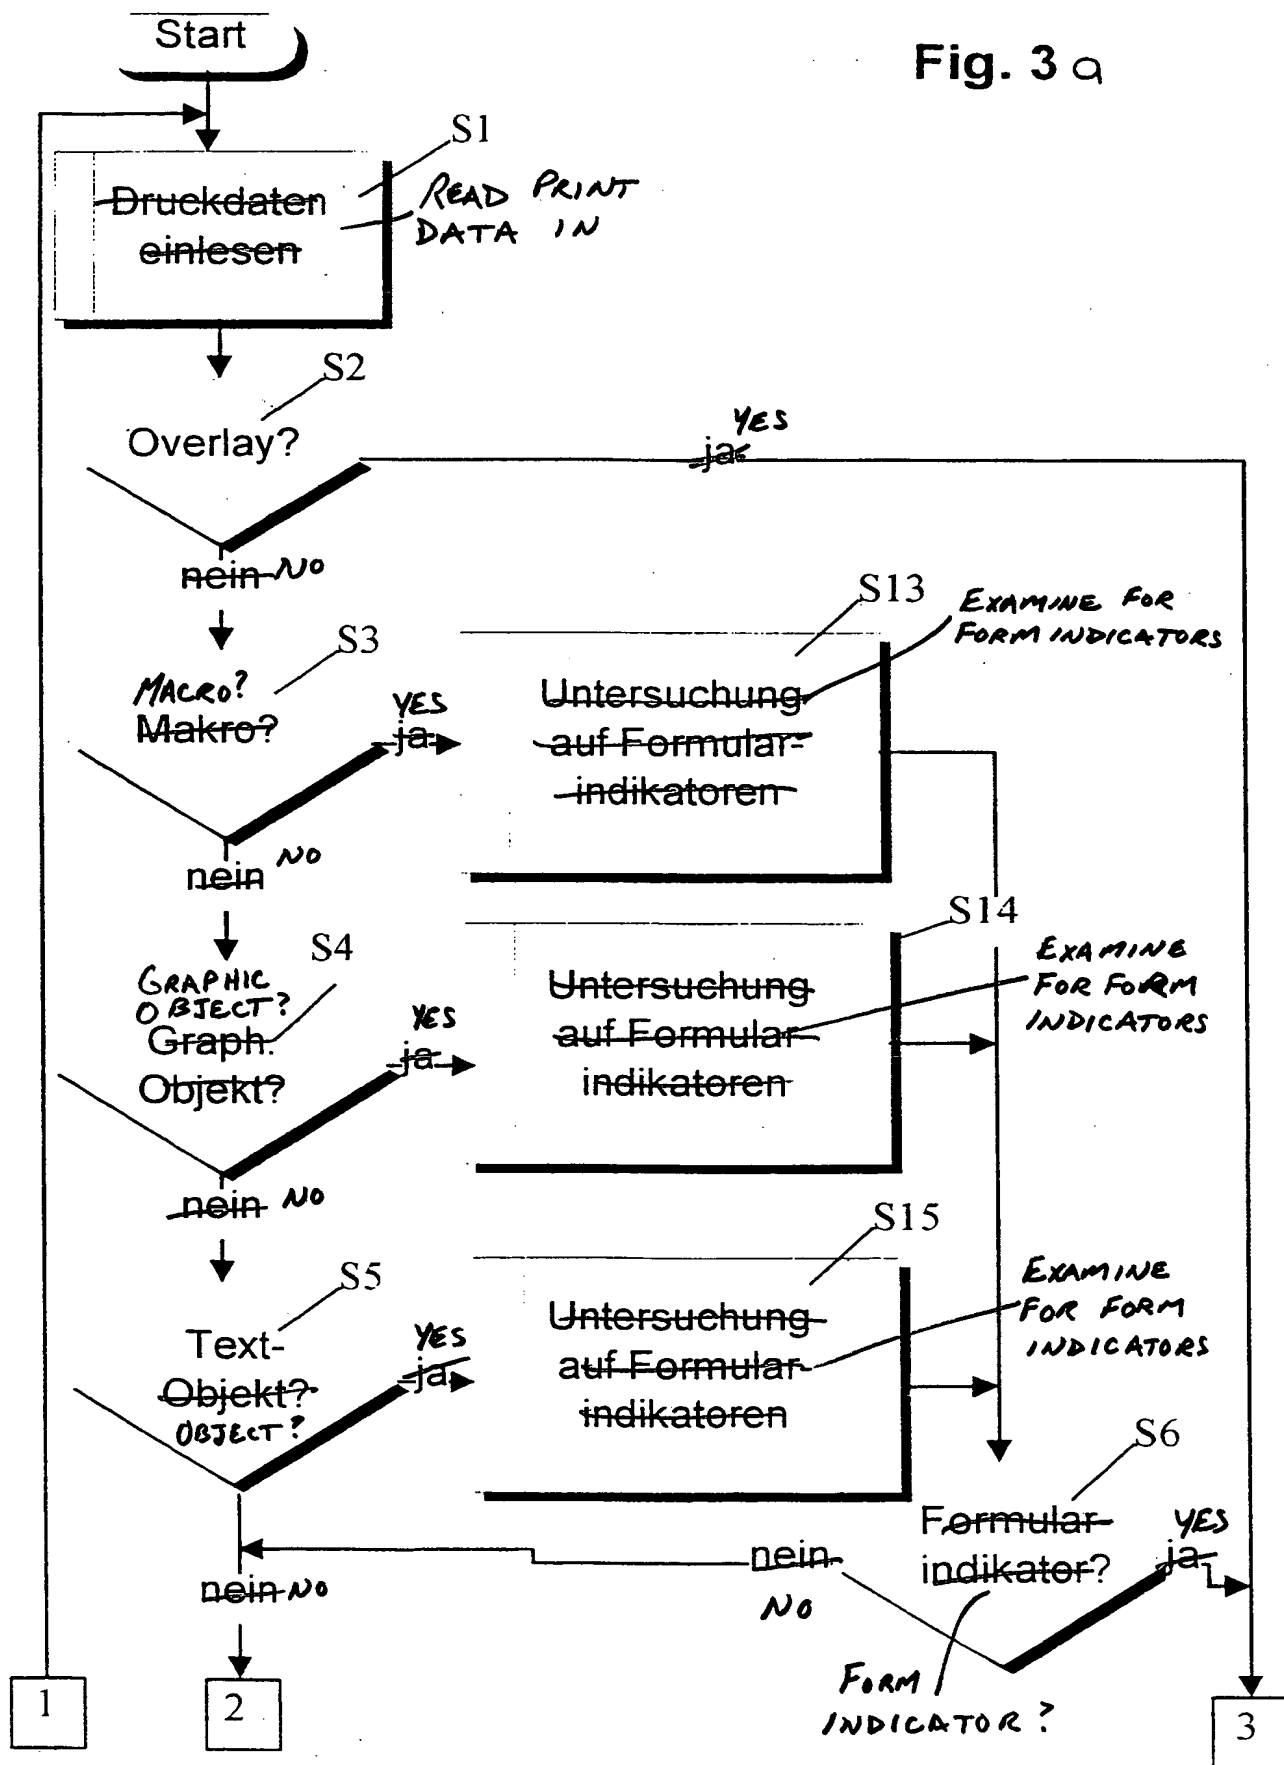 Start
Fig. 3 a
S1
Druckdaten
einlesen
READ PRINT
DATA IN
S2
Overlay?
YES
ja
nein NO
S3
MACRO?
Makro?
YES
ja
S13
EXAMINE FOR
FORM INDICATORS
Untersuchung
auf Formular-
indikatoren
nein NO
S4
GRAPHIC
OBJECT?
Graph.
Objekt?
YES
ja
S14
EXAMINE
FOR FORM
INDICATORS
Untersuchung
auf Formular-
indikatoren
nein NO
S5
Text-
Objekt?
OBJECT?
YES
ja
S15
EXAMINE
FOR FORM
INDICATORS
Untersuchung
auf Formular-
indikatoren
S6
Formular-
indikator?
YES
ja
nein
NO
nein NO
FORM
INDICATOR?
1
2
3